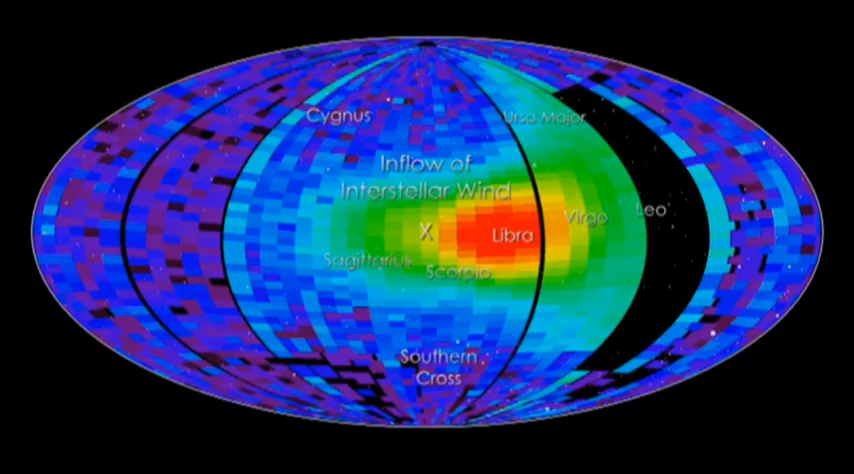 Cygnus
Ursa Major
Inflow of
Interstellar Wind
Leo
Virgo
X
Libra
Sagittarius
Scorpio
Southern
Cross